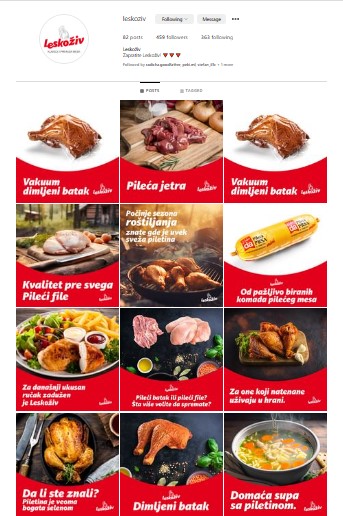 leskoziv
Following
Message
82 posts
459 followers
363 following
Leskoživ
Zapratite Leskoživ!
POSTS
TAGGED
Leskoživ
Vakuum
dimljeni batak
Pileća jetra
Vakuum
dimljeni batak
Kvalitet pre svega
Pileći file
Počinje sezona
roštiljanja
znate gde je uvek
sveža piletina
Od pažljivo biranih
komada pilećeg mesa
Za današnji ukusan
ručak zadužen
je Leskoživ
Pileći batak ili pileći file?
Šta više volite da spremate?
Za one koji natenane
uživaju u hrani.
Da li ste znali?
Piletina je veoma
bogata selenom
Dimljeni batak
Domaća supa
sa piletinom.